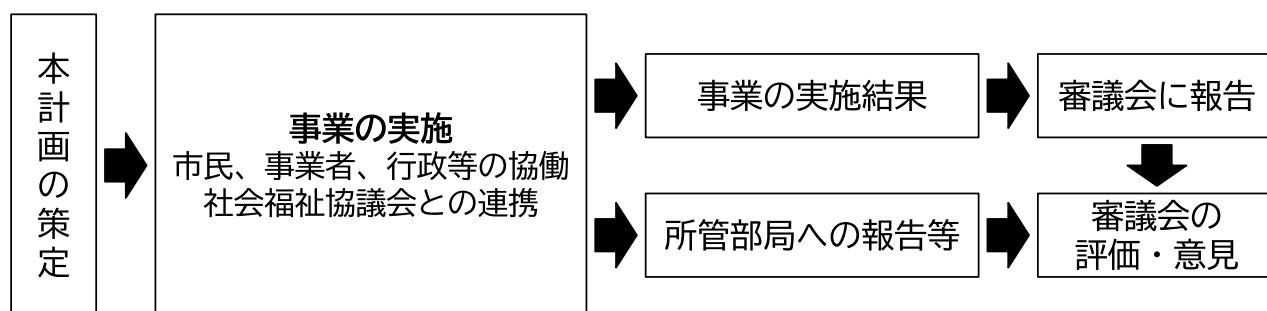 本計画の策定
事業の実施
市民、事業者、行政等の協働
社会福祉協議会との連携
事業の実施結果
審議会に報告
所管部局への報告等
審議会の
評価・意見